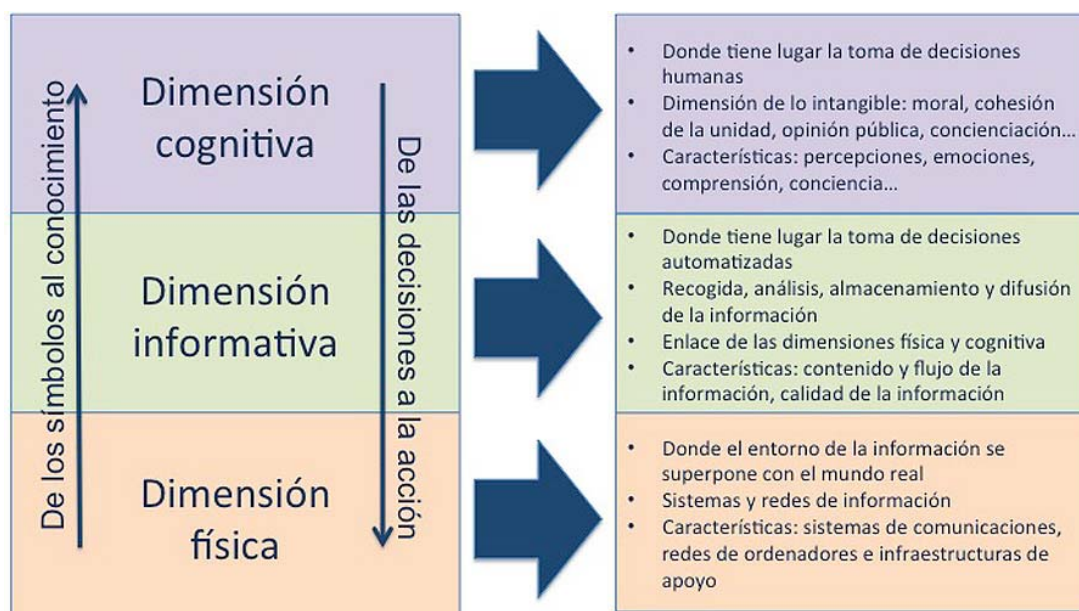 De los símbolos al conocimiento
Dimensión
cognitiva
Dimensión
informativa
Dimensión
física
De las decisiones a la acción
• Donde tiene lugar la toma de decisiones
humanas
• Dimensión de lo intangible: moral, cohesión
de la unidad, opinión pública, concienciación...
• Características: percepciones, emociones,
comprensión, conciencia...
• Donde tiene lugar la toma de decisiones
automatizadas
• Recogida, análisis, almacenamiento y difusión
de la información
• Enlace de las dimensiones física y cognitiva
• Características: contenido y flujo de la
información, calidad de la información
• Donde el entorno de la información se
superpone con el mundo real
• Sistemas y redes de información
• Características: sistemas de comunicaciones,
redes de ordenadores e infraestructuras de
apoyo